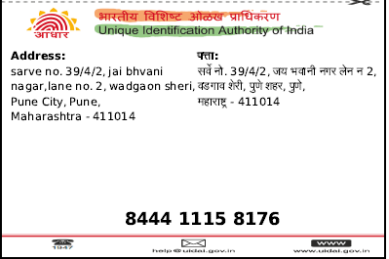 भारतीय विशिष्ट ओळख प्राधिकरण
Unique Identification Authority of India
आधार
Address:
sarve no. 39/4/2, jai bhvani
nagar,lane no. 2, wadgaon sheri,
Pune City, Pune,
Maharashtra - 411014
पत्ता:
सर्वे नो. 39/4/2, जय भवानी नगर लेन न 2,
वडगाव शेरी, पुणे शहर, पुणे,
महाराष्ट्र - 411014
8444 1115 8176
1947
help@uidai.gov.in
www.uidai.gov.in
www